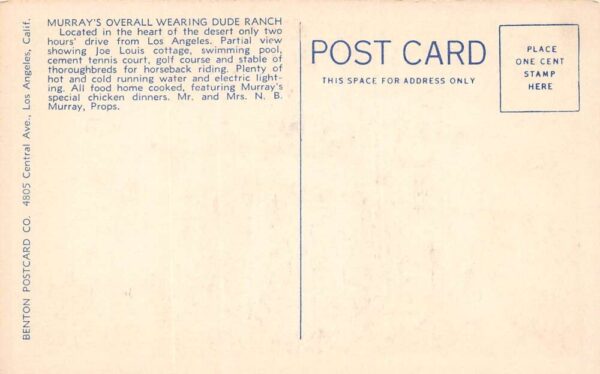 MURRAY'S OVERALL WEARING DUDE RANCH
Located in the heart of the desert only two
hours' drive from Los Angeles. Partial view
showing Joe Louis cottage, swimming pool,
cement tennis court, golf course and stable of
thoroughbreds for horseback riding. Plenty of
hot and cold running water and electric light-
ing. All food home cooked, featuring Murray's
special chicken dinners. Mr. and Mrs. N. B.
Murray, Props.
BENTON POSTCARD CO. 4805 Central Ave., Los Angeles, Calif.
POST CARD
THIS SPACE FOR ADDRESS ONLY
PLACE
ONE CENT
STAMP
HERE